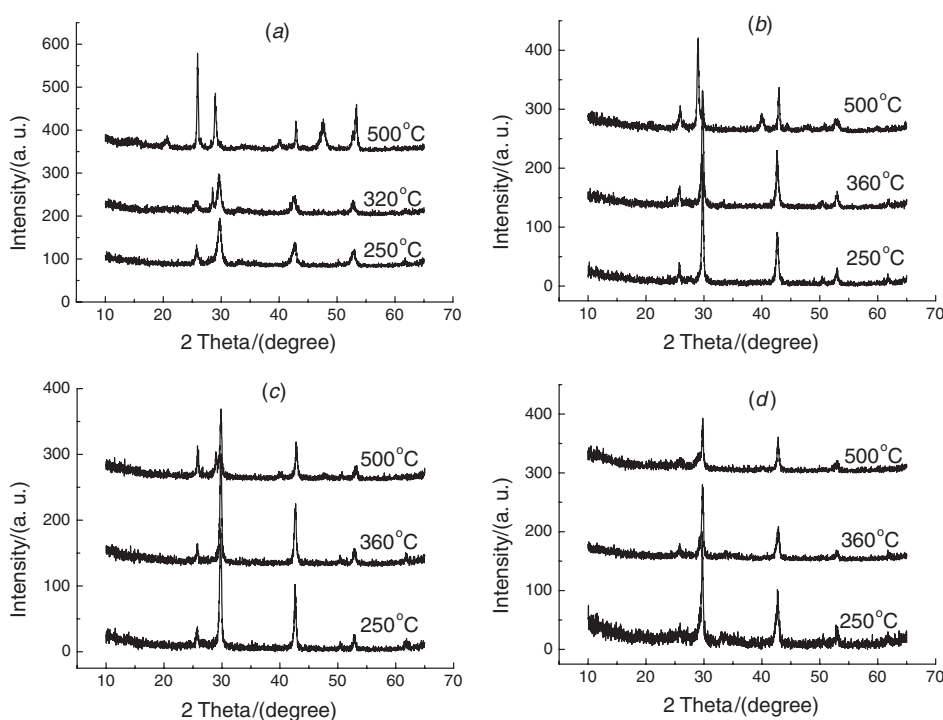 (a)
600
500
400
300
200
100
0
500°C
320°C
250°C
10 20 30 40 50 60 70
Intensity/(a. u.)
2 Theta/(degree)
(b)
400
300
200
100
0
500°C
360°C
250°C
10 20 30 40 50 60 70
Intensity/(a. u.)
2 Theta/(degree)
(c)
400
300
200
100
0
500°C
360°C
250°C
10 20 30 40 50 60 70
Intensity/(a. u.)
2 Theta/(degree)
(d)
400
300
200
100
0
500°C
360°C
250°C
10 20 30 40 50 60 70
Intensity/(a. u.)
2 Theta/(degree)